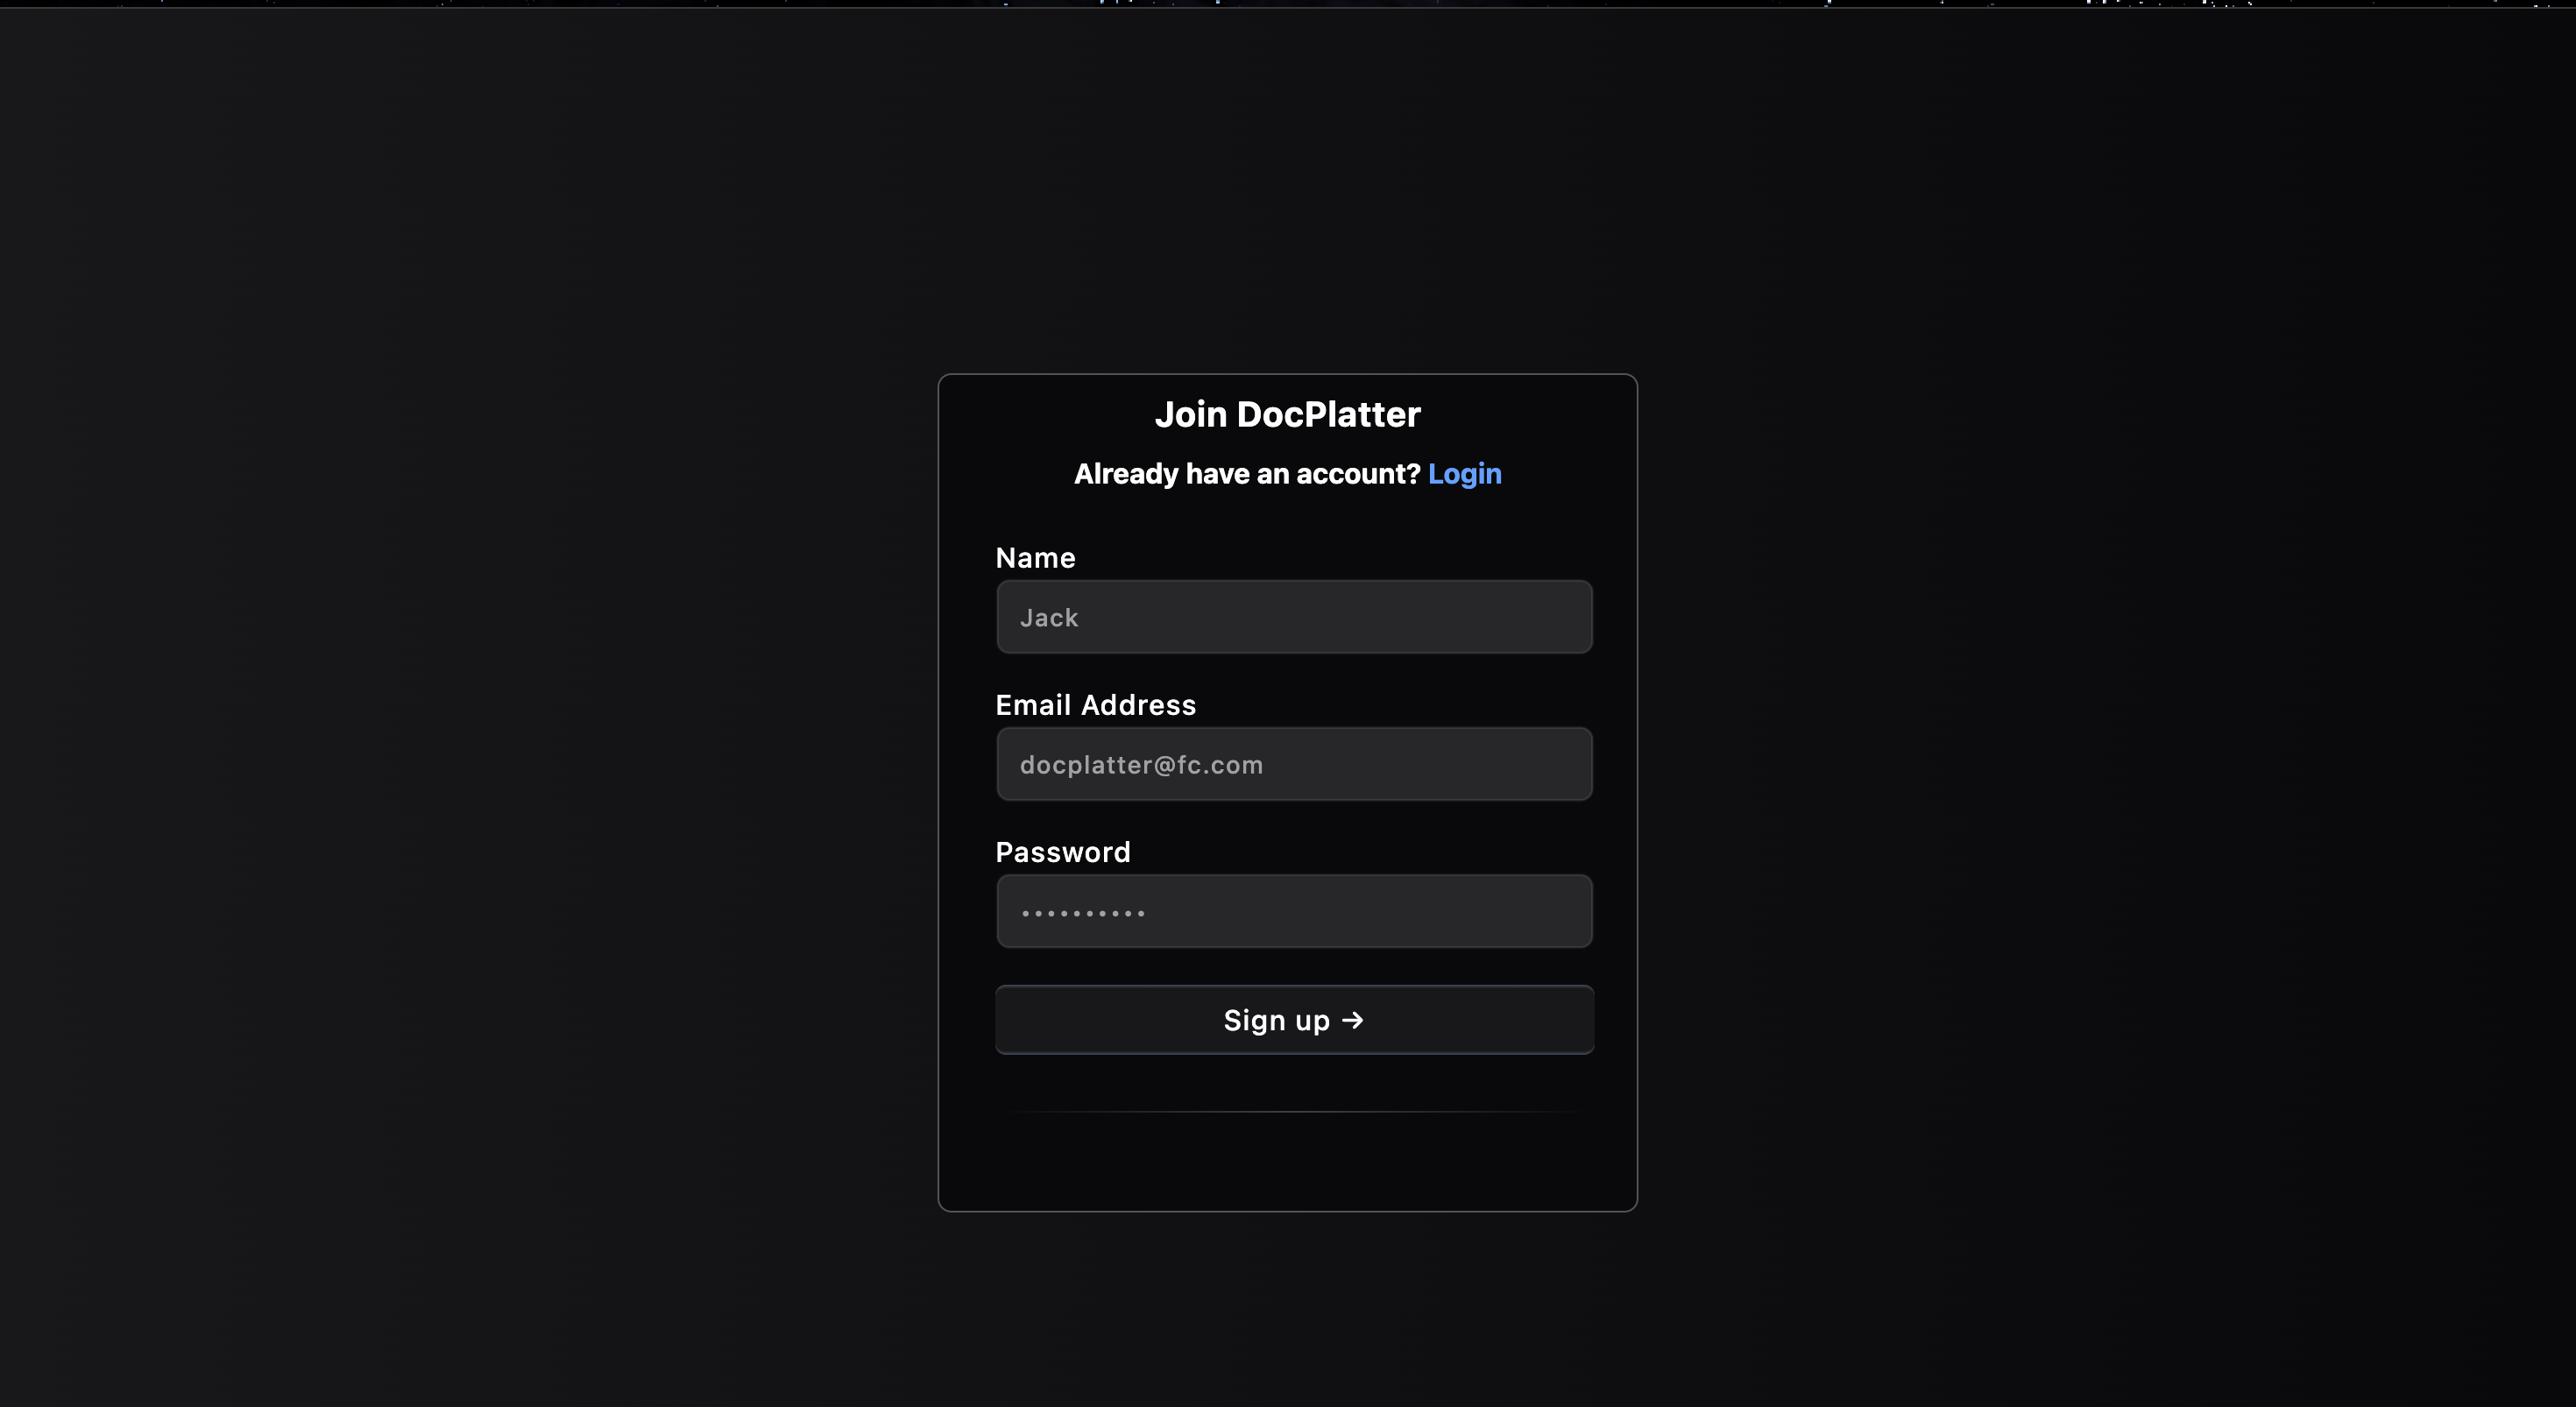 Join DocPlatter
Already have an account? Login
Name
Jack
Email Address
docplatter@fc.com
Password
••••••••••
Sign up →